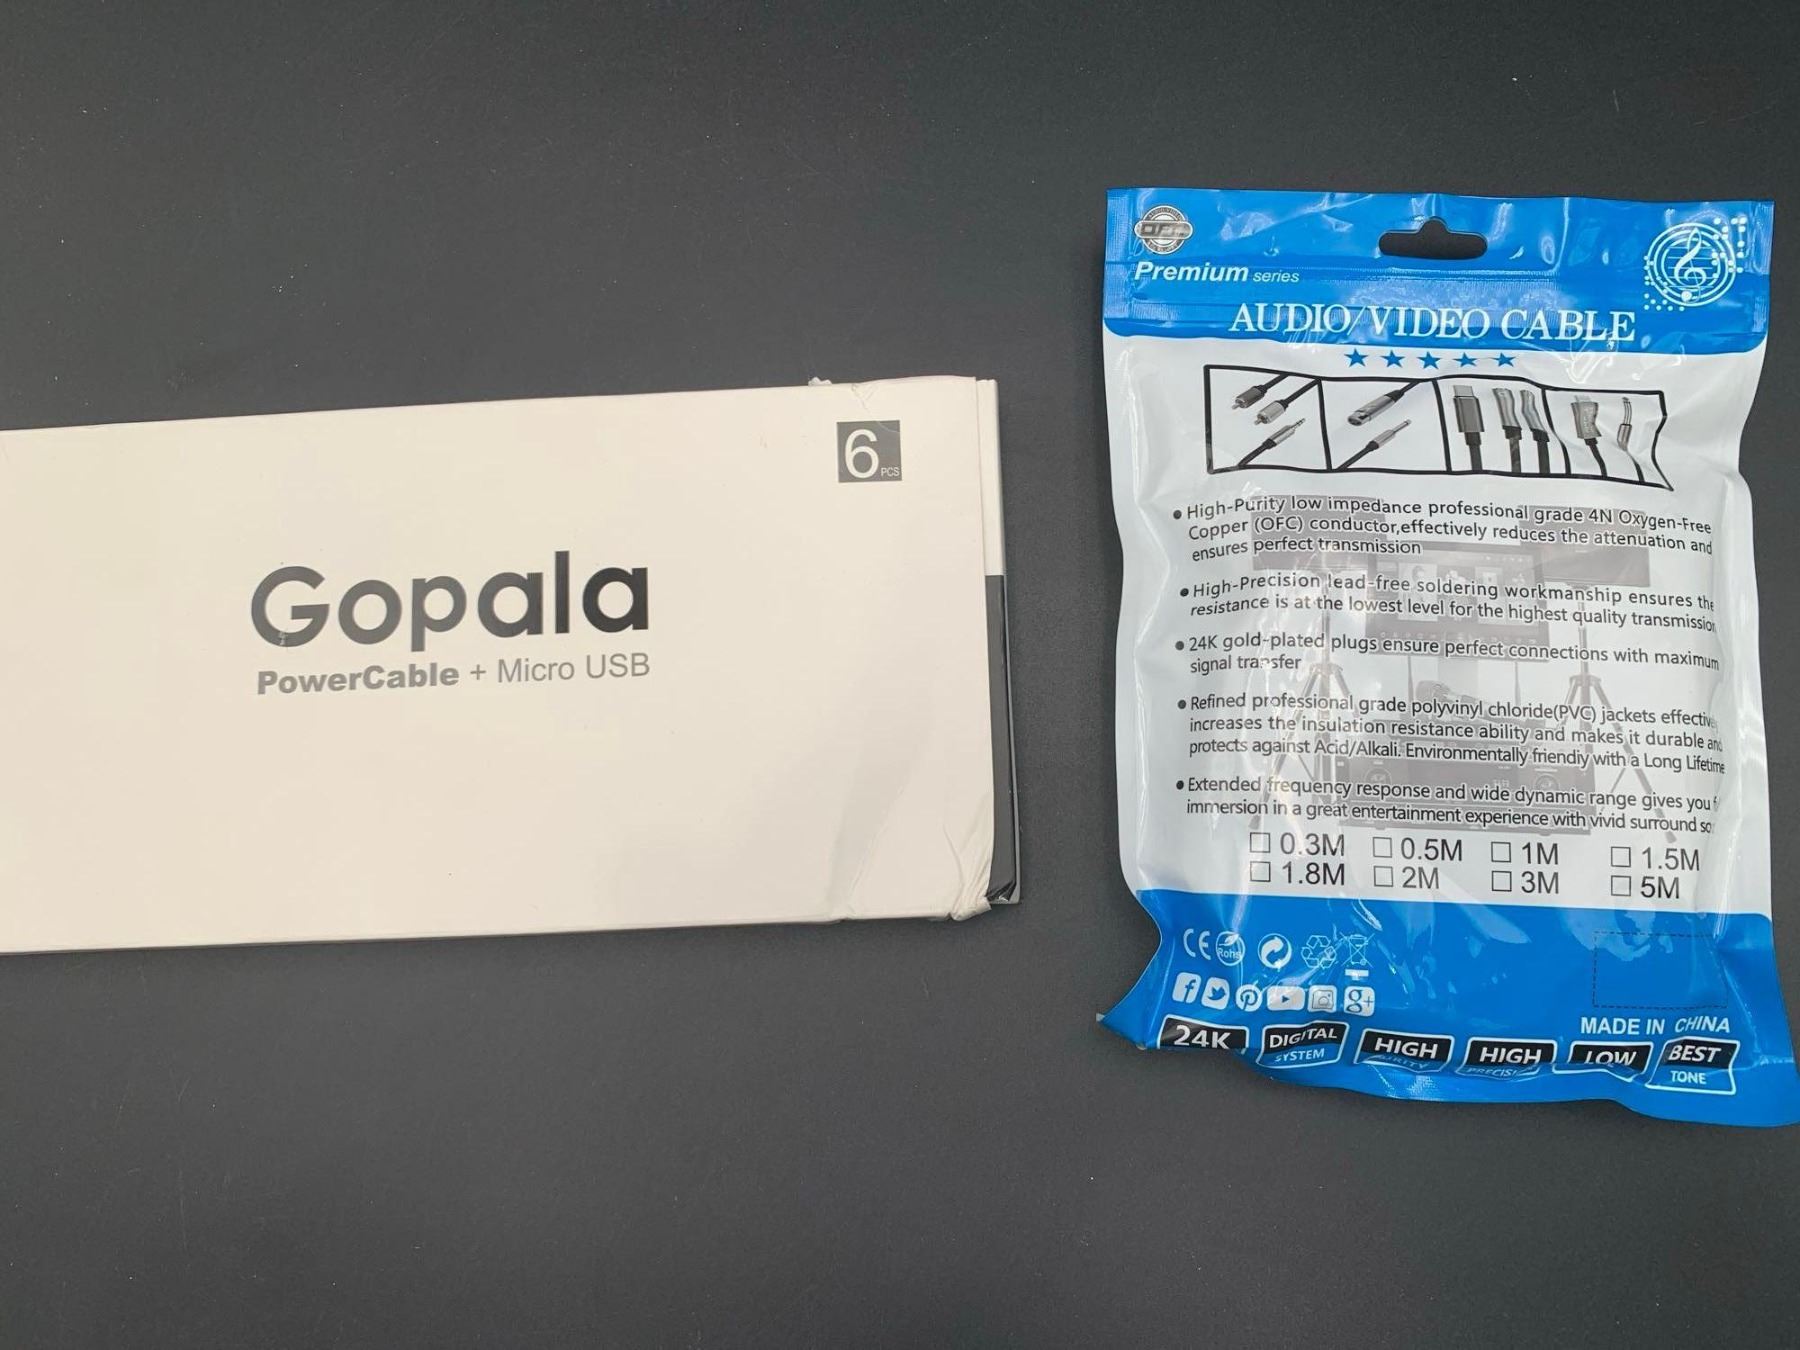 6
PCS
Gopala
PowerCable + Micro USB
Premium series
AUDIO/VIDEO CABLE
High-Purity low impedance professional grade 4N Oxygen-Free
Copper (OFC) conductor,effectively reduces the attenuation and
ensures perfect transmission
High-Precision lead-free soldering workmanship ensures the
resistance is at the lowest level for the highest quality transmission
24K gold-plated plugs ensure perfect connections with maximum
signal transfer
Refined professional grade polyvinyl chloride(PVC) jackets
increases the insulation resistance ability and makes it durable and
protects against Acid/Alkali. Environmentally friendiy with a Long Lifetime
Extended frequency response and wide dynamic range gives you
immersion in a great entertainment experience with vivid surround
0.3M 0.5M 1M 1.5M
1.8M 2M 3M 5M
CE RoHS
f g+
MADE IN CHINA
24K DIGITAL HIGH HIGH LOW BEST
SYSTEM TONE